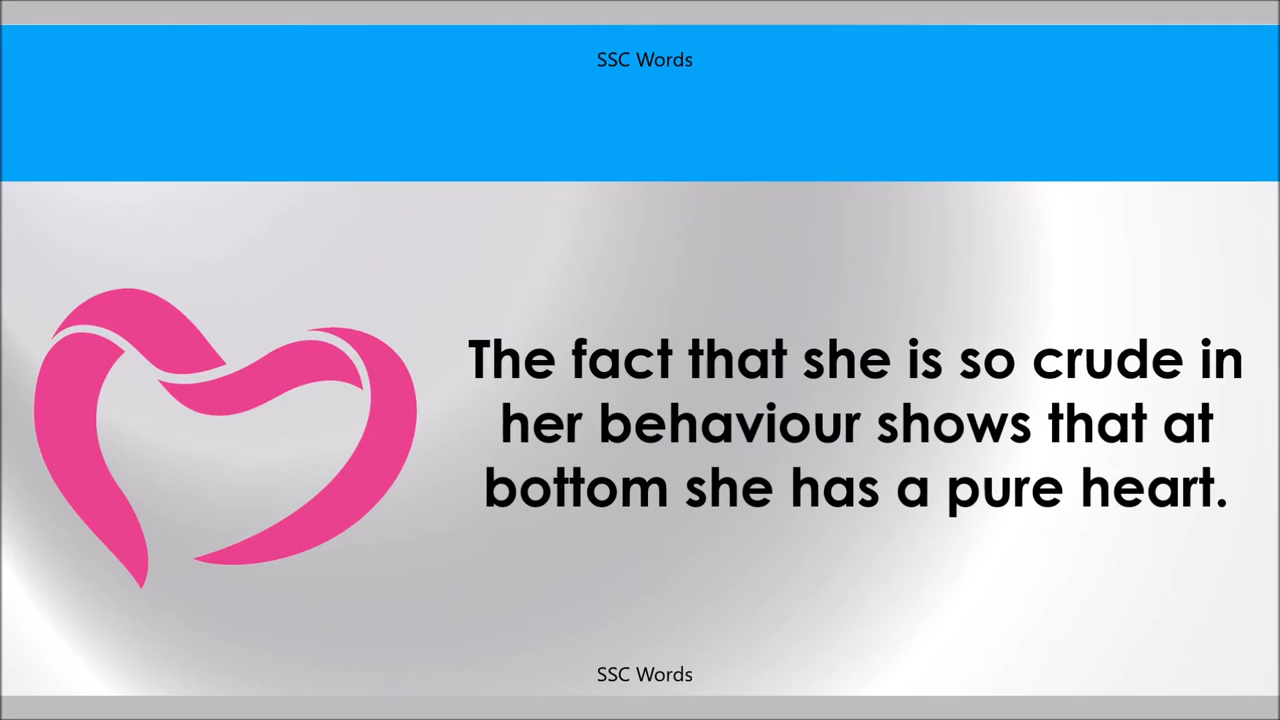 SSC Words
The fact that she is so crude in
her behaviour shows that at
bottom she has a pure heart.
SSC Words